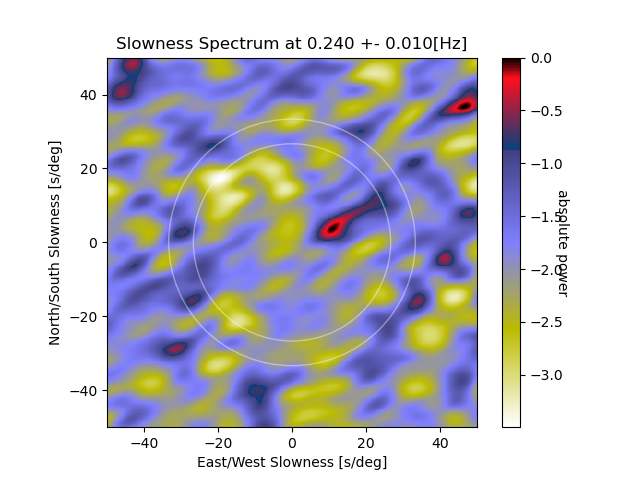 Slowness Spectrum at 0.240 +- 0.010[Hz]
North/South Slowness [s/deg]
40
20
0
−20
−40
−40 −20 0 20 40
East/West Slowness [s/deg]
0.0
−0.5
−1.0
−1.5
−2.0
−2.5
−3.0
absolute power